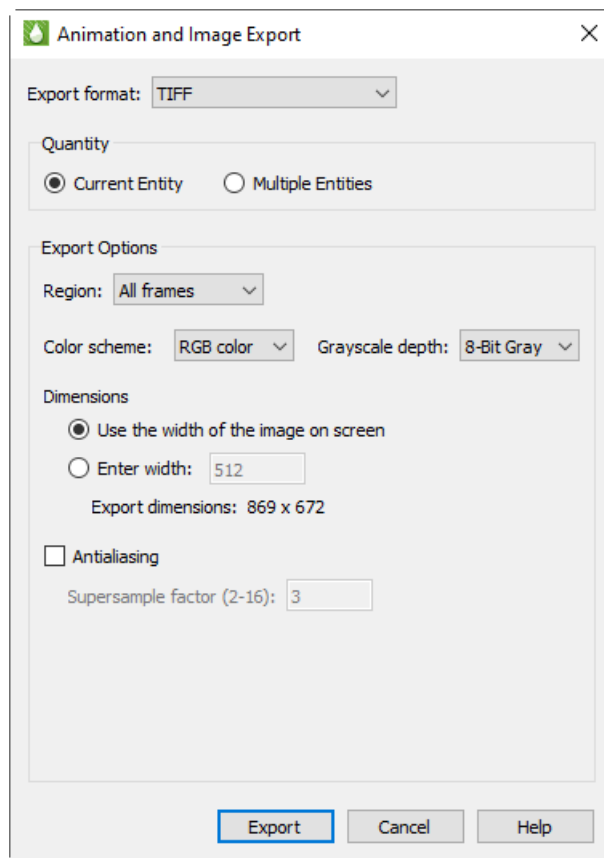 Animation and Image Export
Export format: TIFF
Quantity
Current Entity Multiple Entities
Export Options
Region: All frames
Color scheme: RGB color Grayscale depth: 8-Bit Gray
Dimensions
Use the width of the image on screen
Enter width: 512
Export dimensions: 869 x 672
Antialiasing
Supersample factor (2-16): 3
Export Cancel Help